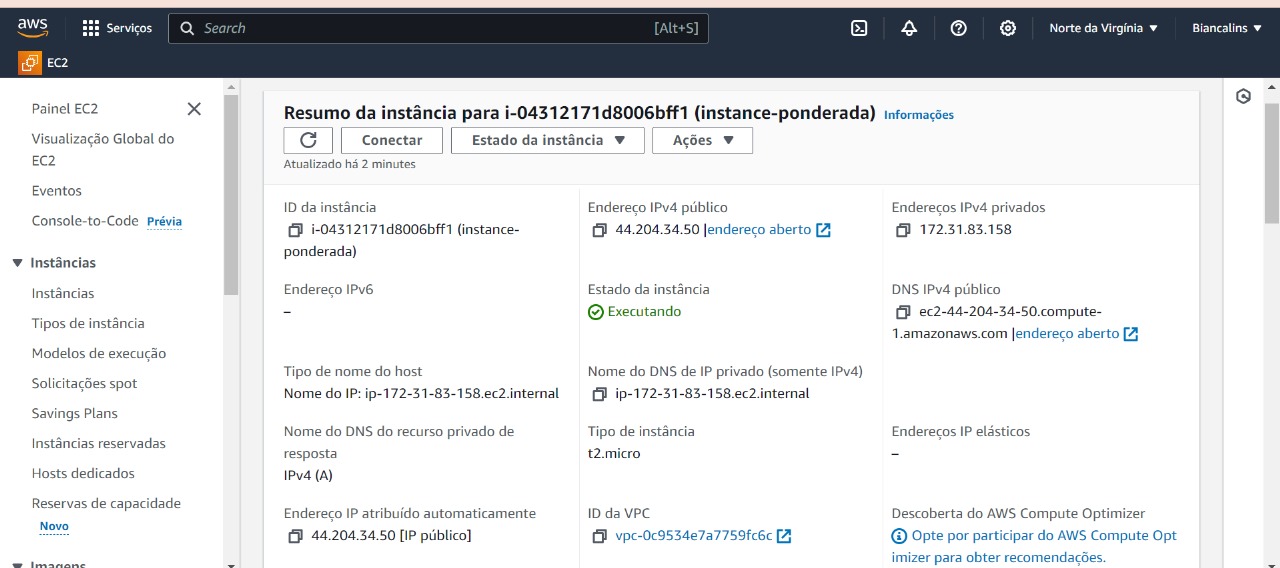 aws
Serviços
Search
[Alt+S]
Norte da Virgínia
Biancalins
EC2
Painel EC2
Visualização Global do
EC2
Eventos
Console-to-Code Prévia
Instâncias
Instâncias
Tipos de instância
Modelos de execução
Solicitações spot
Savings Plans
Instâncias reservadas
Hosts dedicados
Reservas de capacidade
Novo
Imagens
Resumo da instância para i-04312171d8006bff1 (instance-ponderada) Informações
Conectar
Estado da instância
Ações
Atualizado há 2 minutes
ID da instância
i-04312171d8006bff1 (instance-
ponderada)
Endereço IPv4 público
44.204.34.50 |endereço aberto
Endereços IPv4 privados
172.31.83.158
Endereço IPv6
–
Estado da instância
Executando
DNS IPv4 público
ec2-44-204-34-50.compute-
1.amazonaws.com |endereço aberto
Tipo de nome do host
Nome do IP: ip-172-31-83-158.ec2.internal
Nome do DNS de IP privado (somente IPv4)
ip-172-31-83-158.ec2.internal
Nome do DNS do recurso privado de
resposta
IPv4 (A)
Tipo de instância
t2.micro
Endereços IP elásticos
–
Endereço IP atribuído automaticamente
44.204.34.50 [IP público]
ID da VPC
vpc-0c9534e7a7759fc6c
Descoberta do AWS Compute Optimizer
Opte por participar do AWS Compute Opt
imizer para obter recomendações.